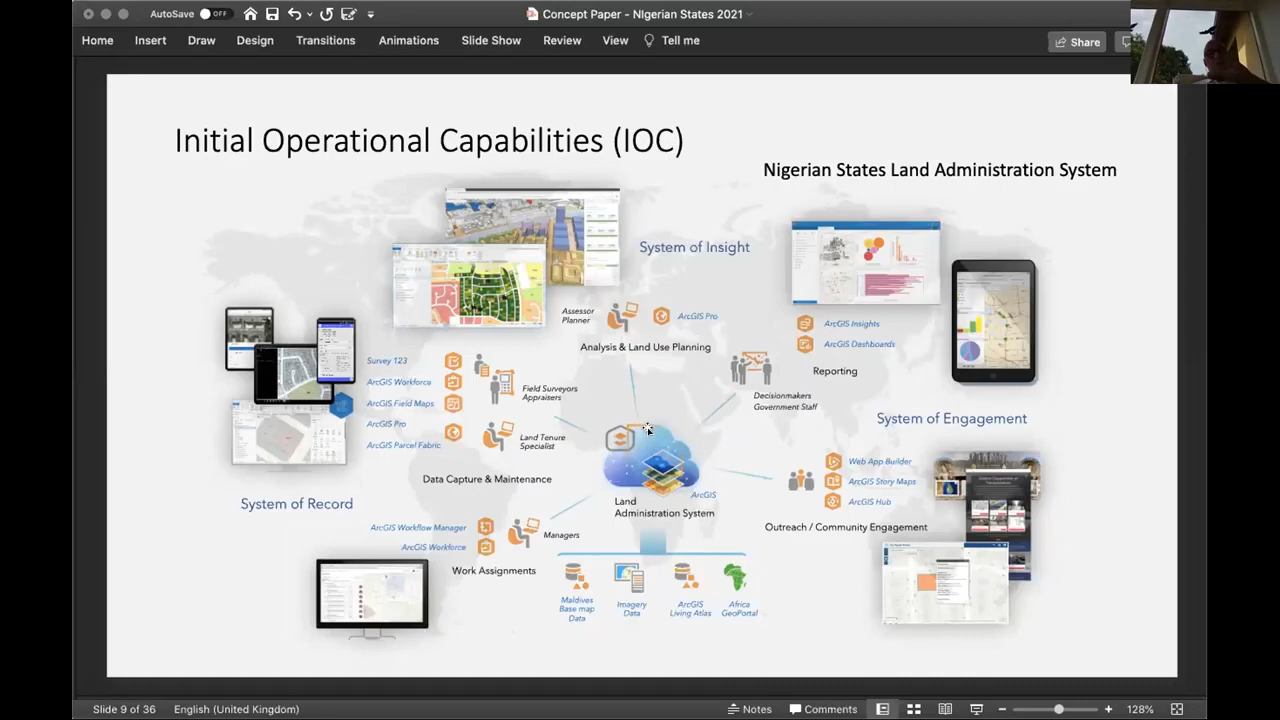 AutoSave OFF
Concept Paper - NIgerian States 2021
Home Insert Draw Design Transitions Animations Slide Show Review View Tell me
Share
Initial Operational Capabilities (IOC)
Nigerian States Land Administration System
System of Insight
Assessor
Planner
ArcGIS Pro
Analysis & Land Use Planning
ArcGIS Insights
ArcGIS Dashboards
Reporting
Decisionmakers
Government Staff
System of Engagement
Survey 123
ArcGIS Workforce
ArcGIS Field Maps
ArcGIS Pro
ArcGIS Parcel Fabric
Field Surveyors
Appraisers
Land Tenure
Specialist
Data Capture & Maintenance
System of Record
ArcGIS
Land
Administration System
Web App Builder
ArcGIS Story Maps
ArcGIS Hub
Outreach / Community Engagement
ArcGIS Workflow Manager
ArcGIS Workforce
Managers
Work Assignments
Maldives
Base map
Data
Imagery
Data
ArcGIS
Living Atlas
Africa
GeoPortal
Slide 9 of 36 English (United Kingdom)
Notes Comments 128%